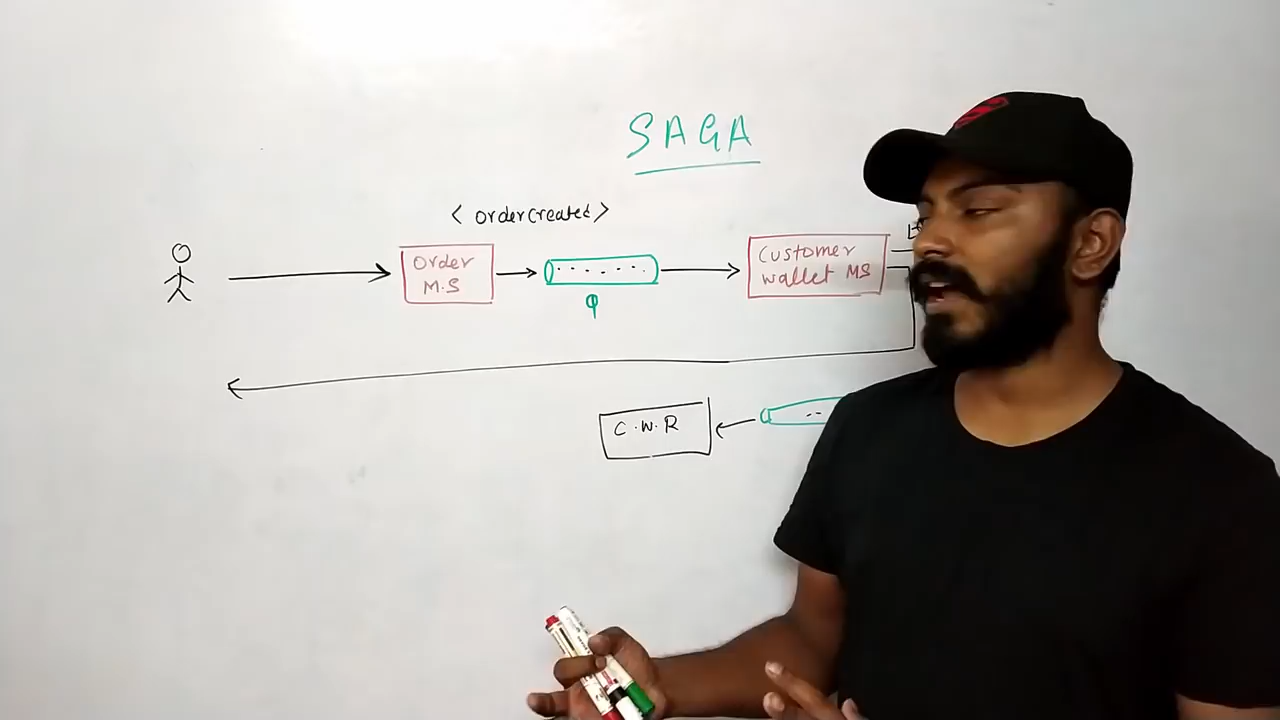 SAGA
< ordercreated >
Order
M.S
Customer
wallet MS
Q
C.W.R